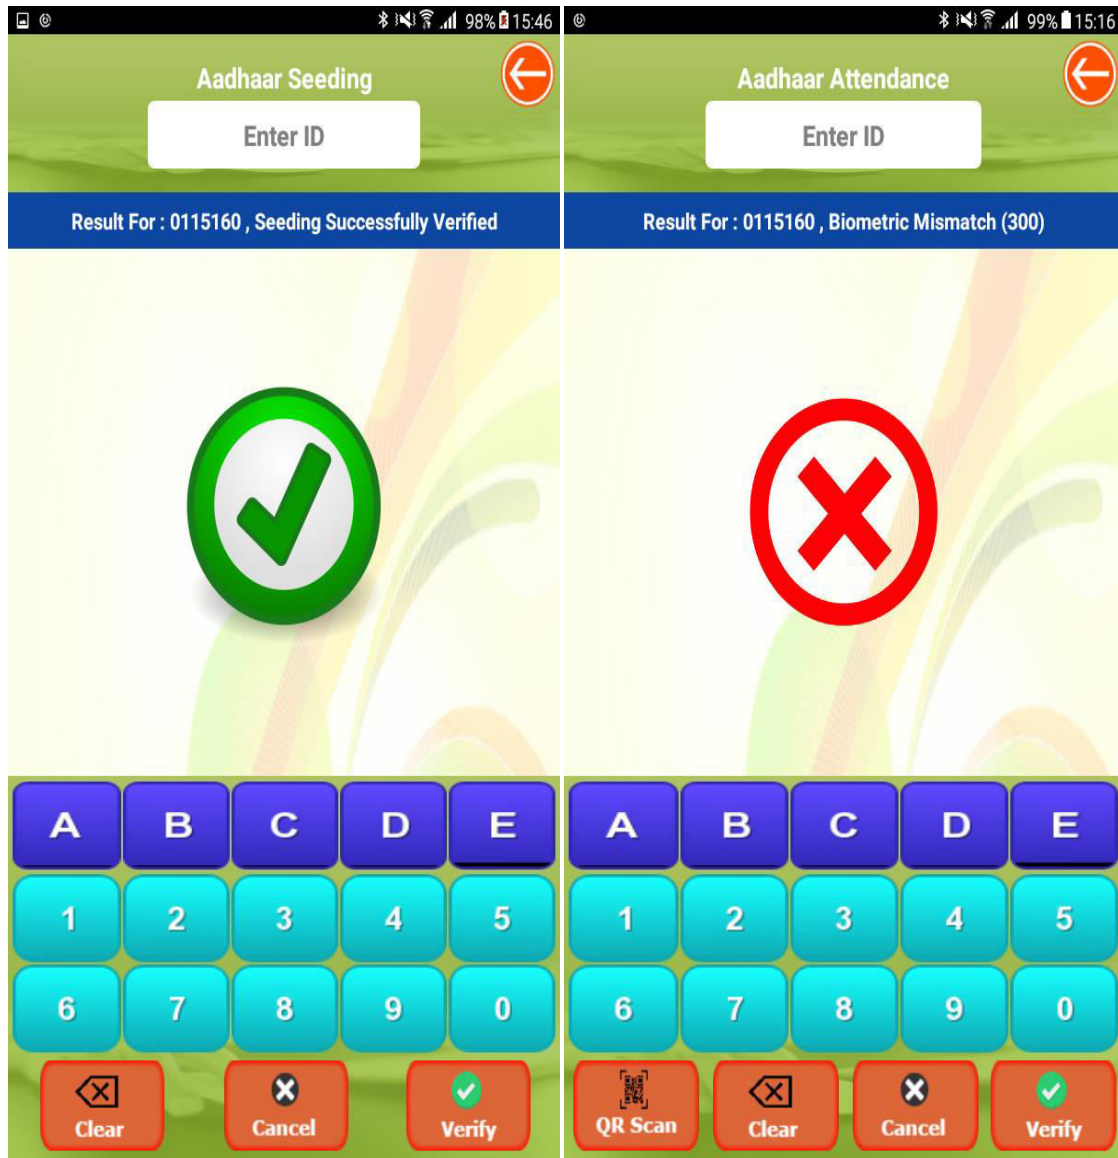 98% 15:46
Aadhaar Seeding
Enter ID
Result For : 0115160 , Seeding Successfully Verified
A B C D E
1 2 3 4 5
6 7 8 9 0
Clear Cancel Verify
99% 15:16
Aadhaar Attendance
Enter ID
Result For : 0115160 , Biometric Mismatch (300)
A B C D E
1 2 3 4 5
6 7 8 9 0
QR Scan Clear Cancel Verify